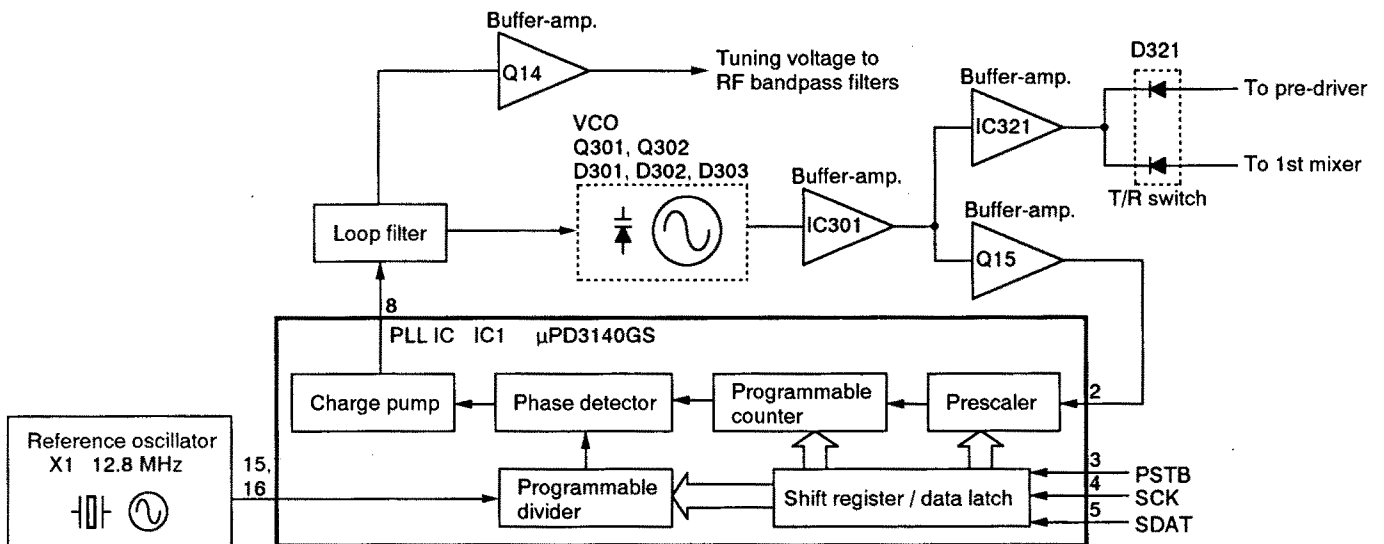 Buffer-amp.
Q14
Tuning voltage to
RF bandpass filters
VCO
Q301, Q302
D301, D302, D303
Buffer-amp.
IC301
Buffer-amp.
IC321
D321
To pre-driver
To 1st mixer
T/R switch
Buffer-amp.
Q15
Loop filter
8
PLL IC IC1 µPD3140GS
Charge pump
Phase detector
Programmable
counter
Prescaler
2
Reference oscillator
X1 12.8 MHz
15,
16
Programmable
divider
Shift register / data latch
3
PSTB
4
SCK
5
SDAT